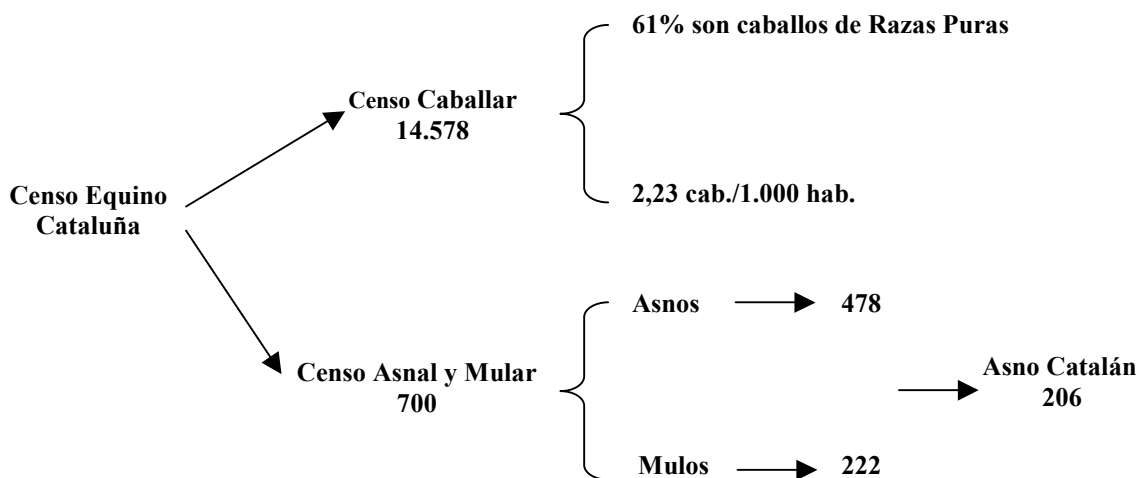 61% son caballos de Razas Puras
Censo Caballar
14.578
2,23 cab./1.000 hab.
Censo Equino
Cataluña
Asnos
478
Censo Asnal y Mular
700
Asno Catalán
206
Mulos
222